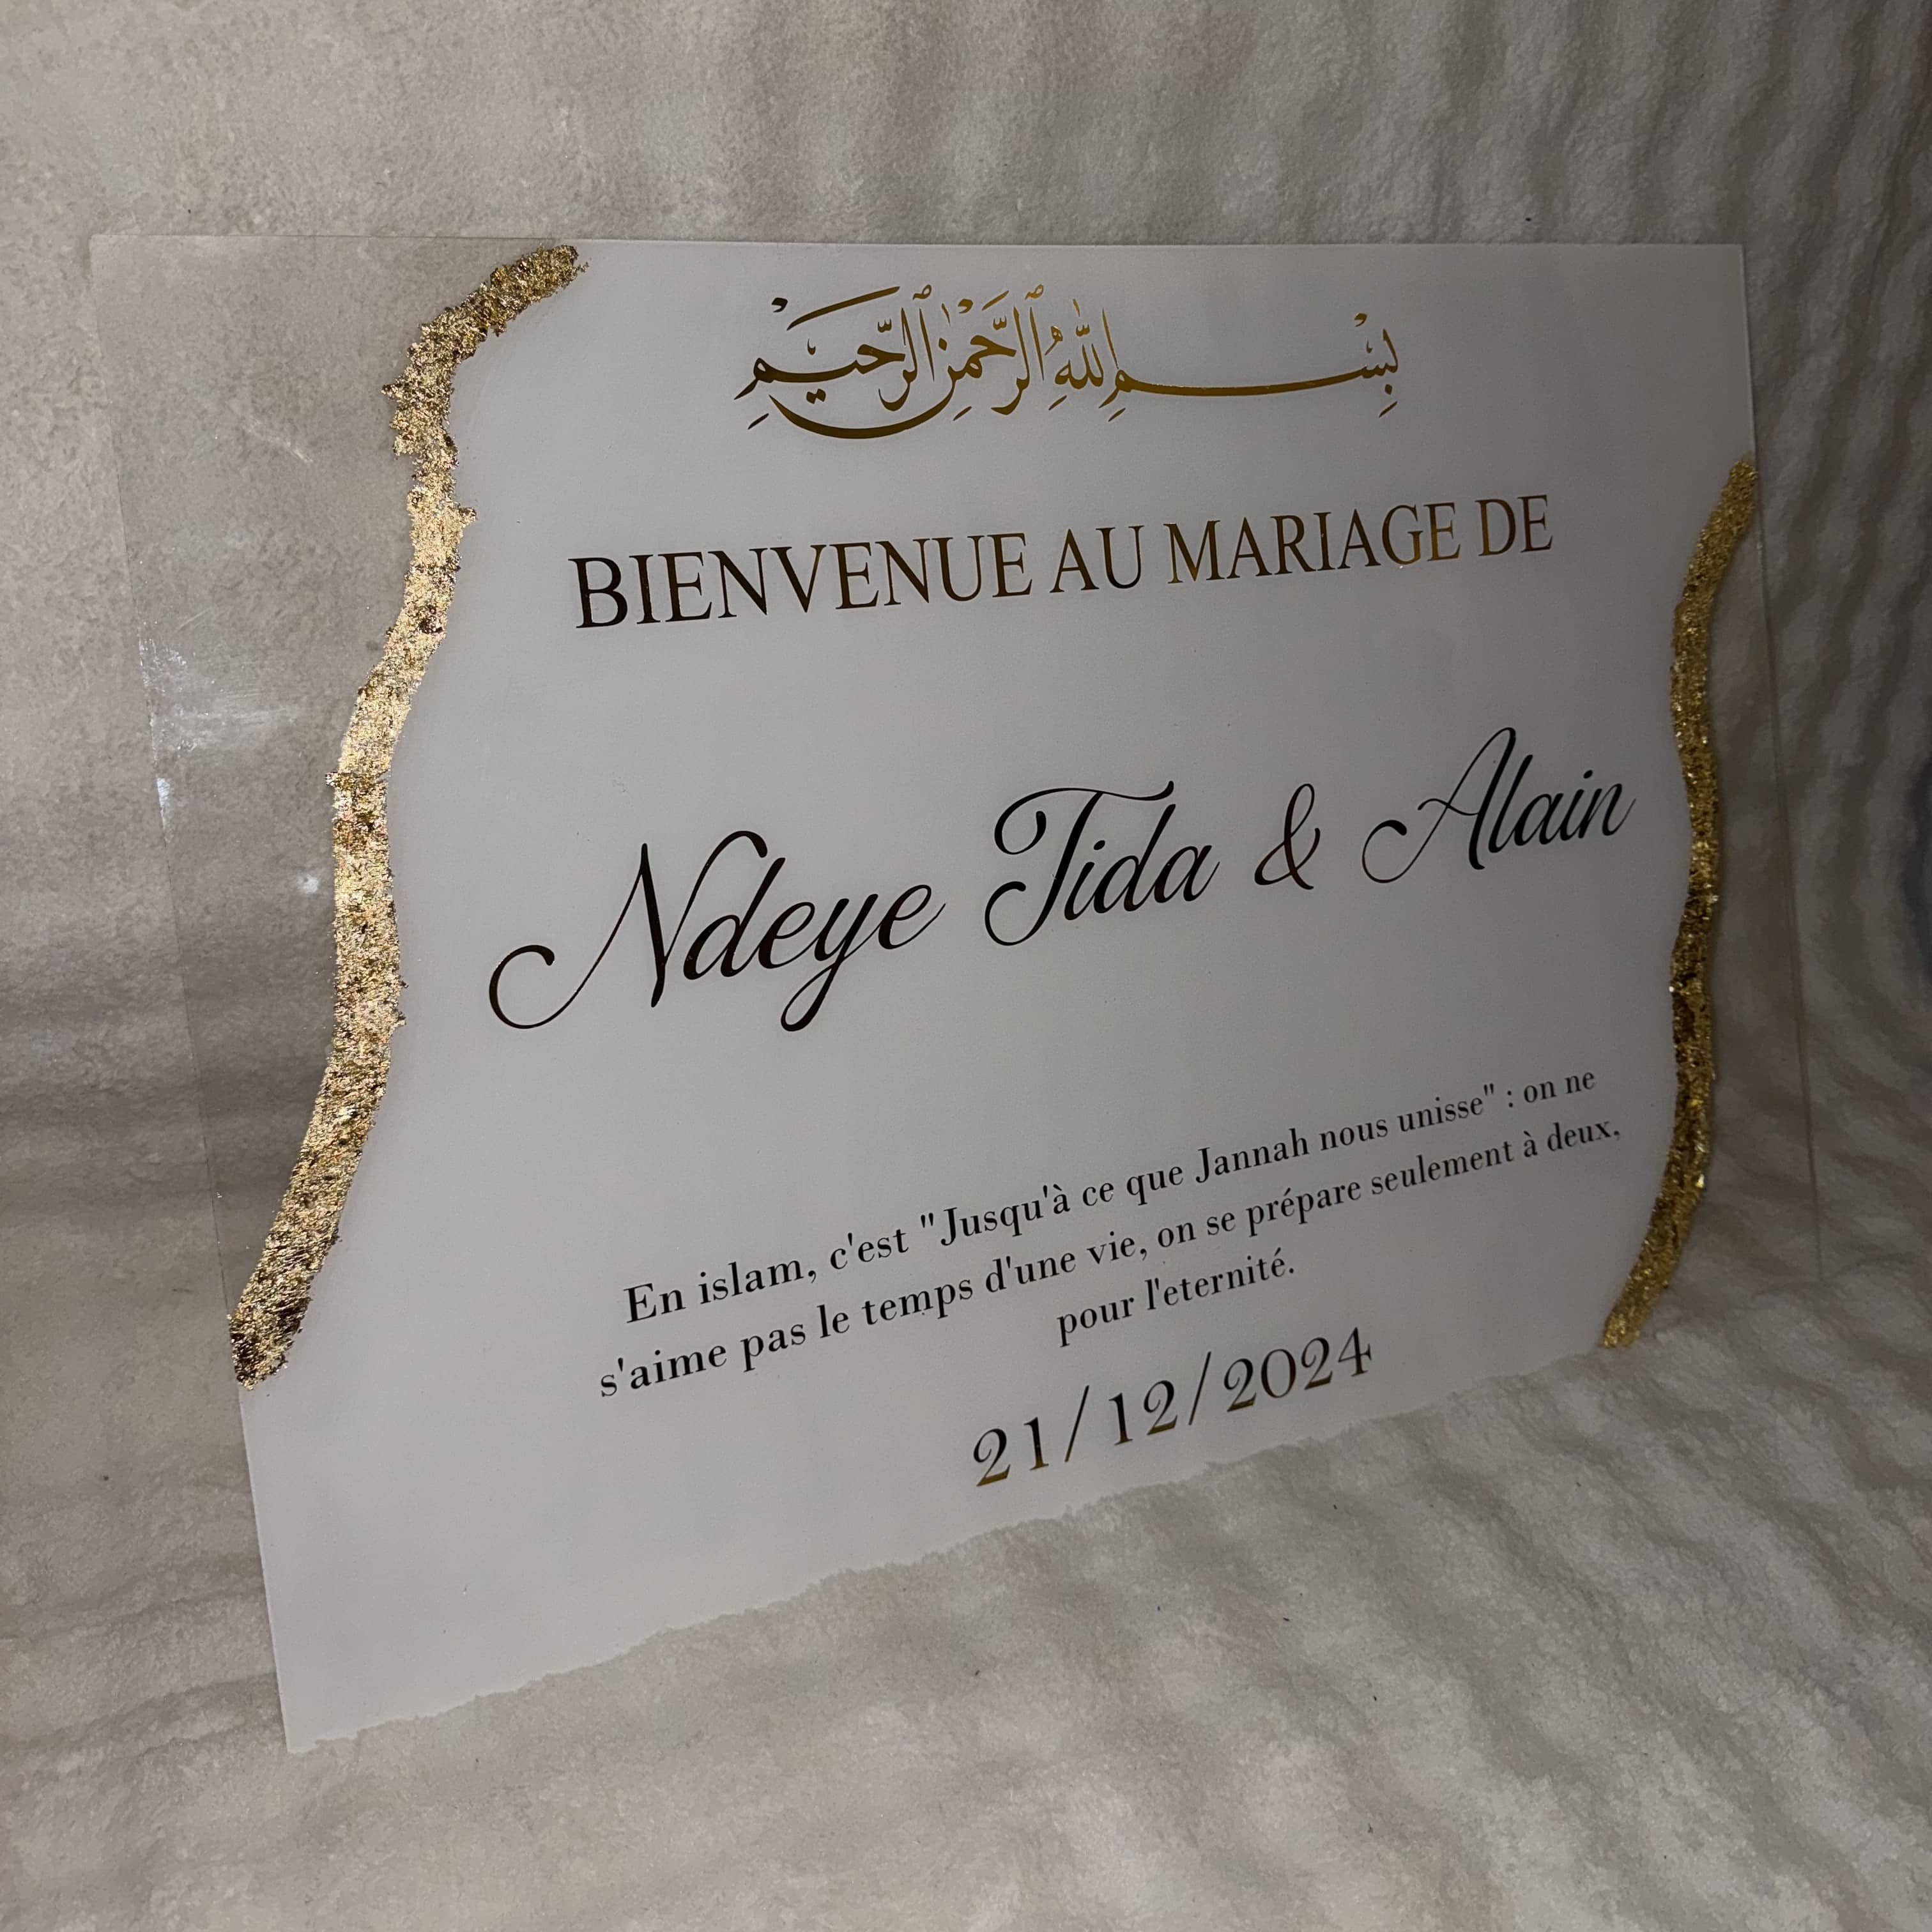 بِسْمِ ٱللَّٰهِ ٱلرَّحْمَٰنِ ٱلرَّحِيمِ
BIENVENUE AU MARIAGE DE
Ndeye Tida & Alain
En islam, c'est "Jusqu'à ce que Jannah nous unisse" : on ne
s'aime pas le temps d'une vie, on se prépare seulement à deux,
pour l'eternité.
21/12/2024